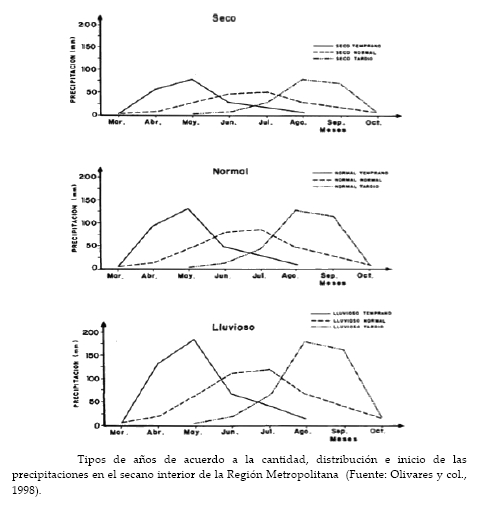 Seco
200
150
100
50
0
PRECIPITACION (mm)
SECO TEMPRANO
SECO NORMAL
SECO TARDIO
Mar. Abr. May. Jun. Jul. Ago. Sep. Oct.
Meses
Normal
200
150
100
50
0
PRECIPITACIÓN (mm)
NORMAL TEMPRANO
NORMAL NORMAL
NORMAL TARDIO
Mar. Abr. May. Jun. Jul. Ago. Sep. Oct.
Lluvioso
200
150
100
50
0
PRECIPITACIÓN (mm)
LLUVIOSO TEMPRANO
LLUVIOSO NORMAL
LLUVIOSO TARDIO
Mar. Abr. May. Jun. Jul. Ago. Sep. Oct.
Meses
Tipos de años de acuerdo a la cantidad, distribución e inicio de las
precipitaciones en el secano interior de la Región Metropolitana (Fuente: Olivares y col.,
1998).